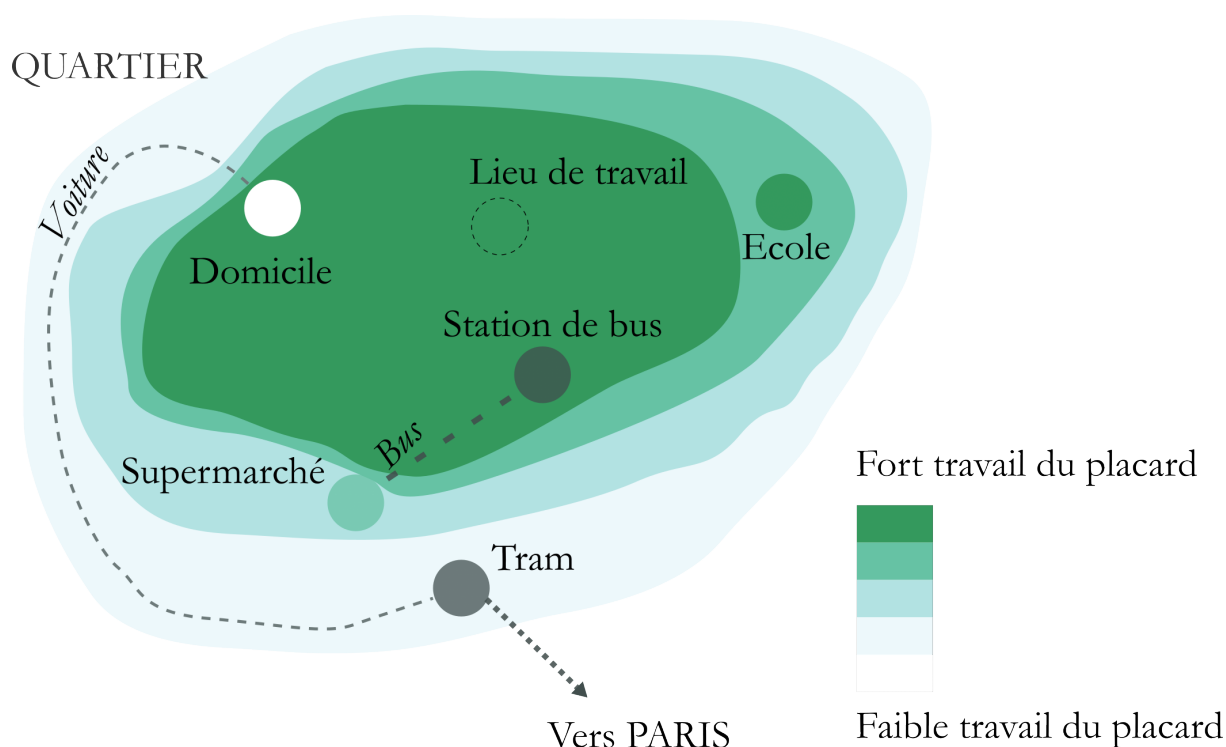 QUARTIER
Voiture
Lieu de travail
Domicile
Ecole
Station de bus
Bus
Supermarché
Tram
Vers PARIS
Fort travail du placard
Faible travail du placard